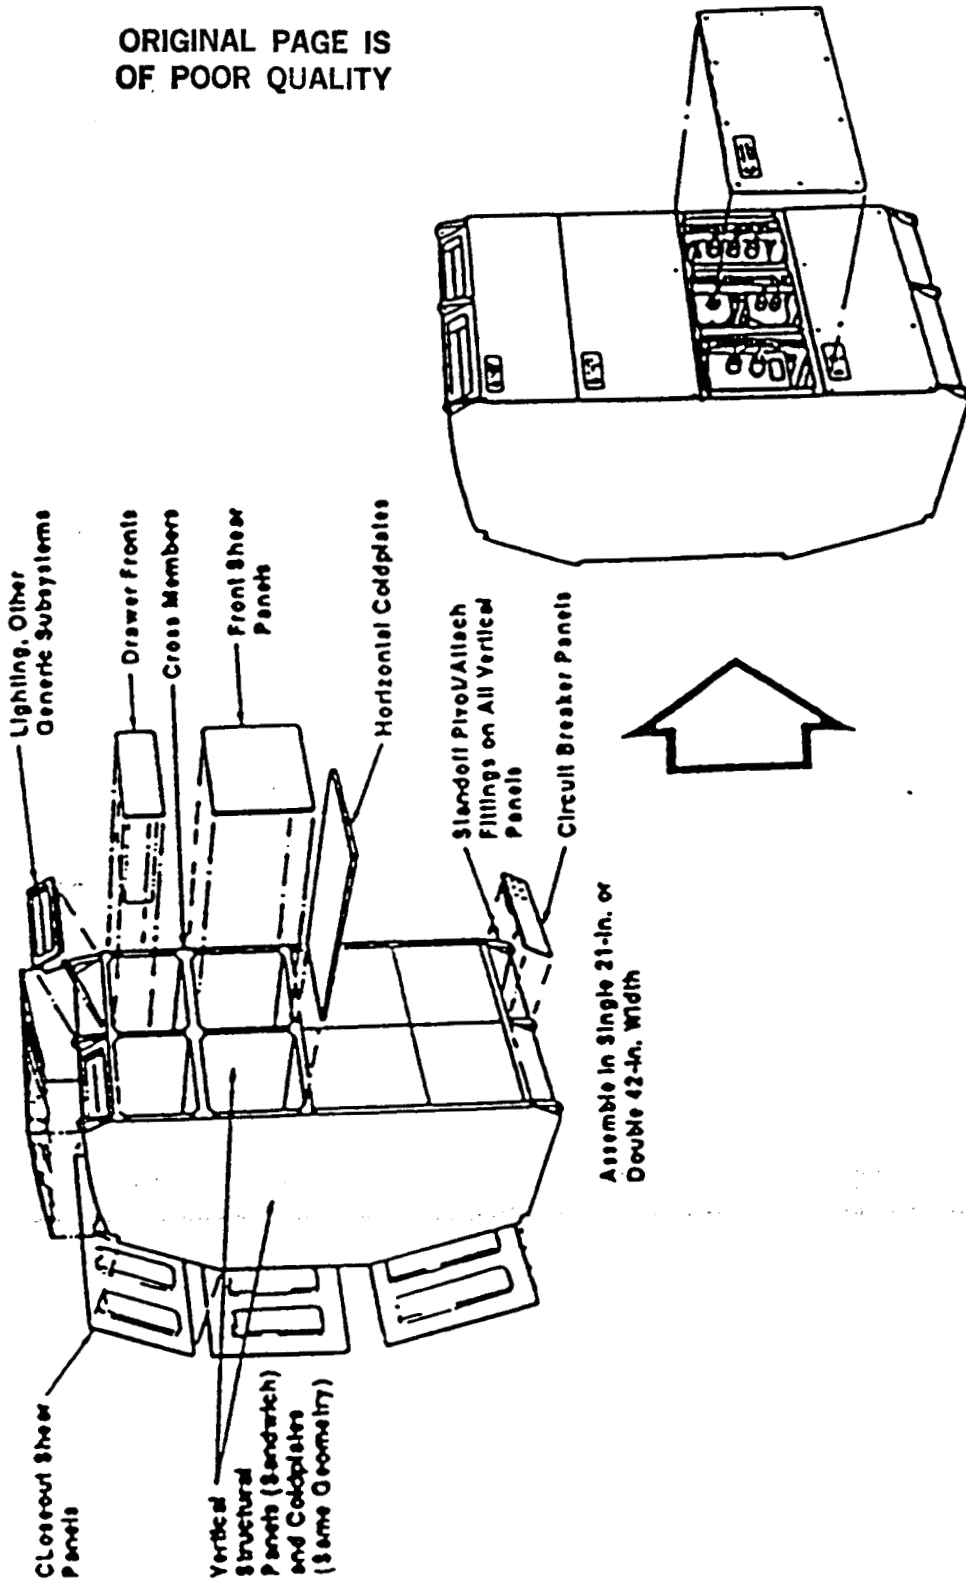 ORIGINAL PAGE IS
OF POOR QUALITY
Closeout Shear
Panels
Vertical
Structural
Panels (Sandwich)
and Coldplates
(Same Geometry)
Lighting, Other
Generic Subsystems
Drawer Fronts
Cross Members
Front Shear
Panels
Horizontal Coldplates
Standoff Pivot/Attach
Fittings on All Vertical
Panels
Circuit Breaker Panels
Assemble in Single 21-in. or
Double 42-in. Width